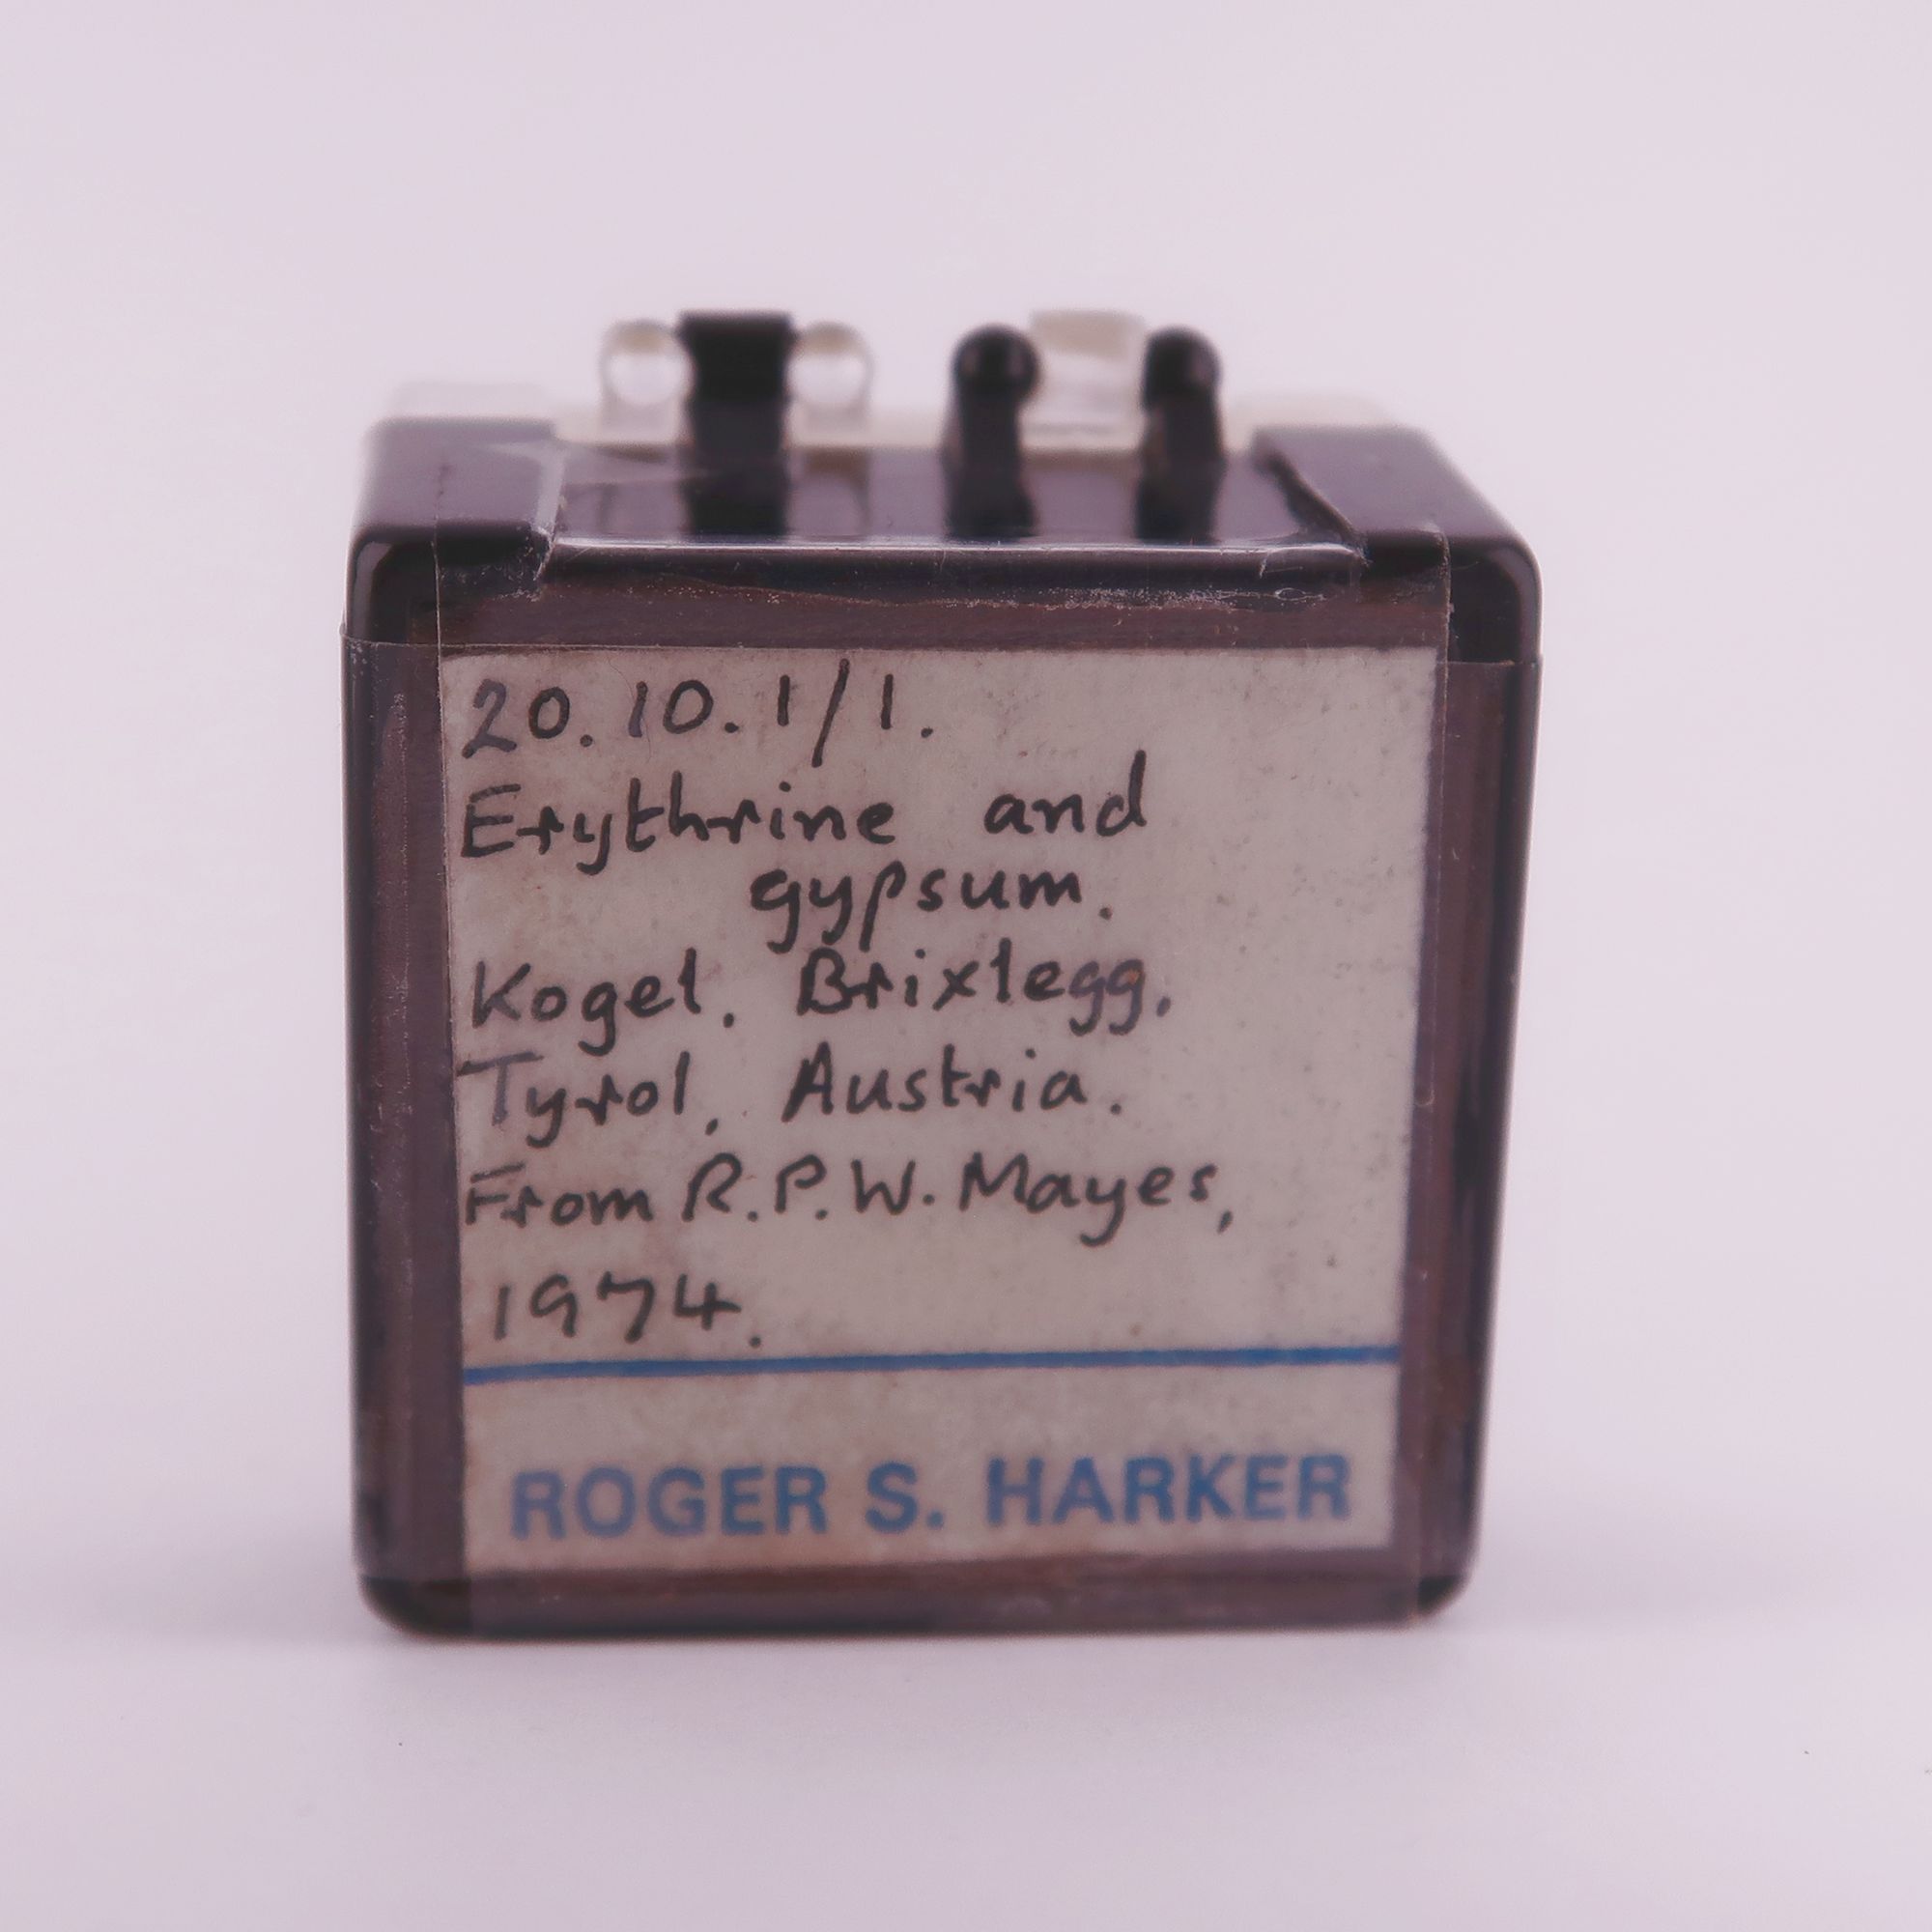 20.10.1/1.
Erythrine and
gypsum.
Kogel, Brixlegg,
Tyrol, Austria.
From R.P.W. Mayes,
1974.
ROGER S. HARKER